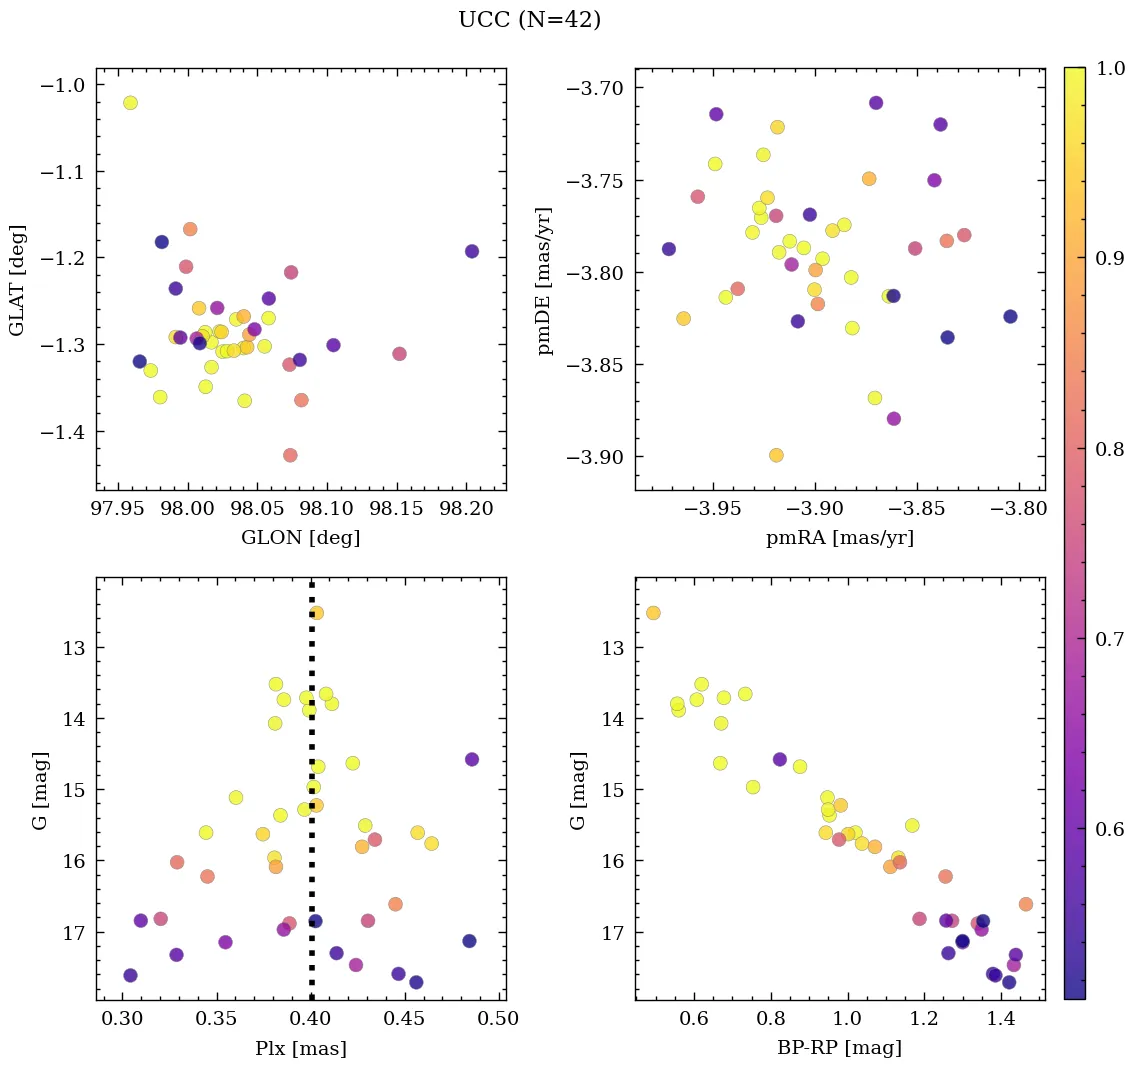 UCC (N=42)
−1.0
−1.1
−1.2
−1.3
−1.4
GLAT [deg]
97.95 98.00 98.05 98.10 98.15 98.20
GLON [deg]
−3.70
−3.75
−3.80
−3.85
−3.90
pmDE [mas/yr]
−3.95 −3.90 −3.85 −3.80
pmRA [mas/yr]
13
14
15
16
17
G [mag]
0.30 0.35 0.40 0.45 0.50
Plx [mas]
13
14
15
16
17
G [mag]
0.6 0.8 1.0 1.2 1.4
BP-RP [mag]
1.0
0.9
0.8
0.7
0.6